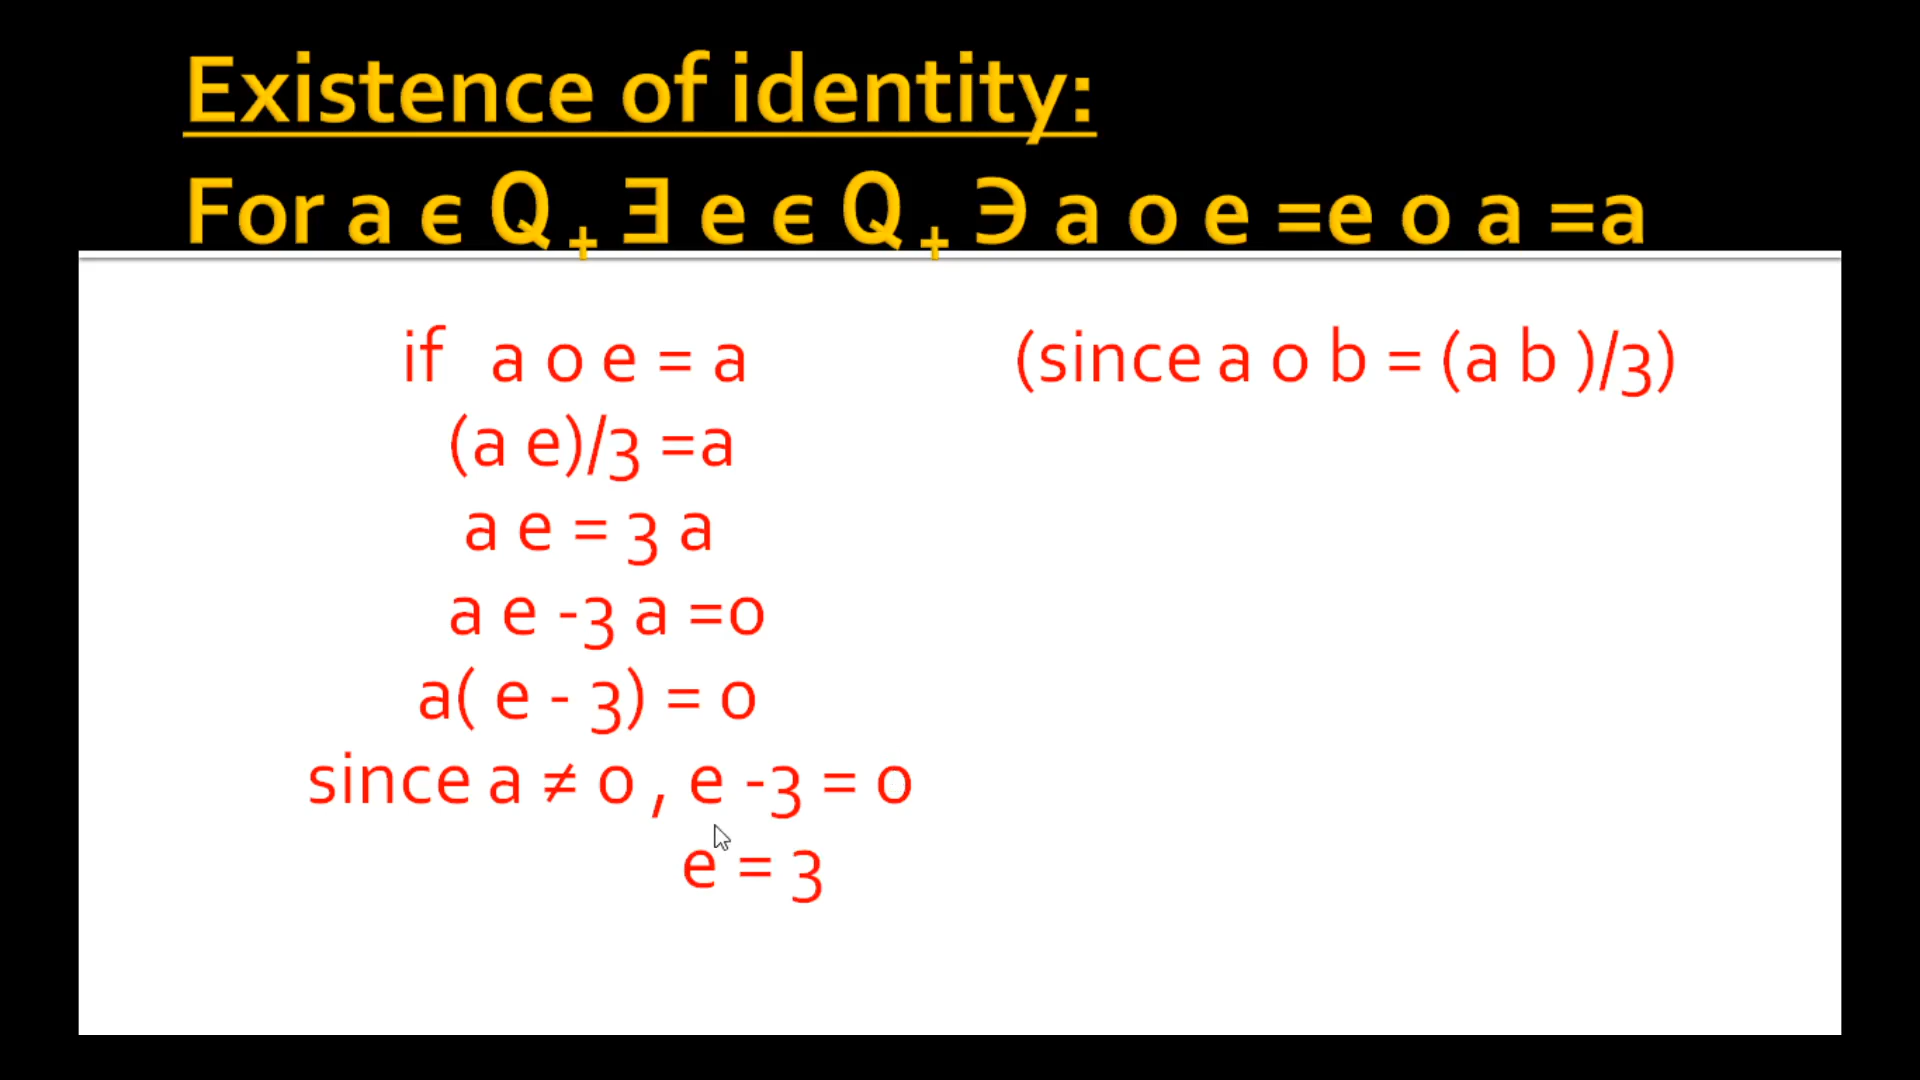 Existence of identity:
For a ϵ Q₊ ∃ e ϵ Q₊ ∋ a o e =e o a =a
if a o e = a (since a o b = (a b )/3)
(a e)/3 =a
a e = 3 a
a e -3 a =0
a( e - 3) = 0
since a ≠ 0 , e -3 = 0
e = 3